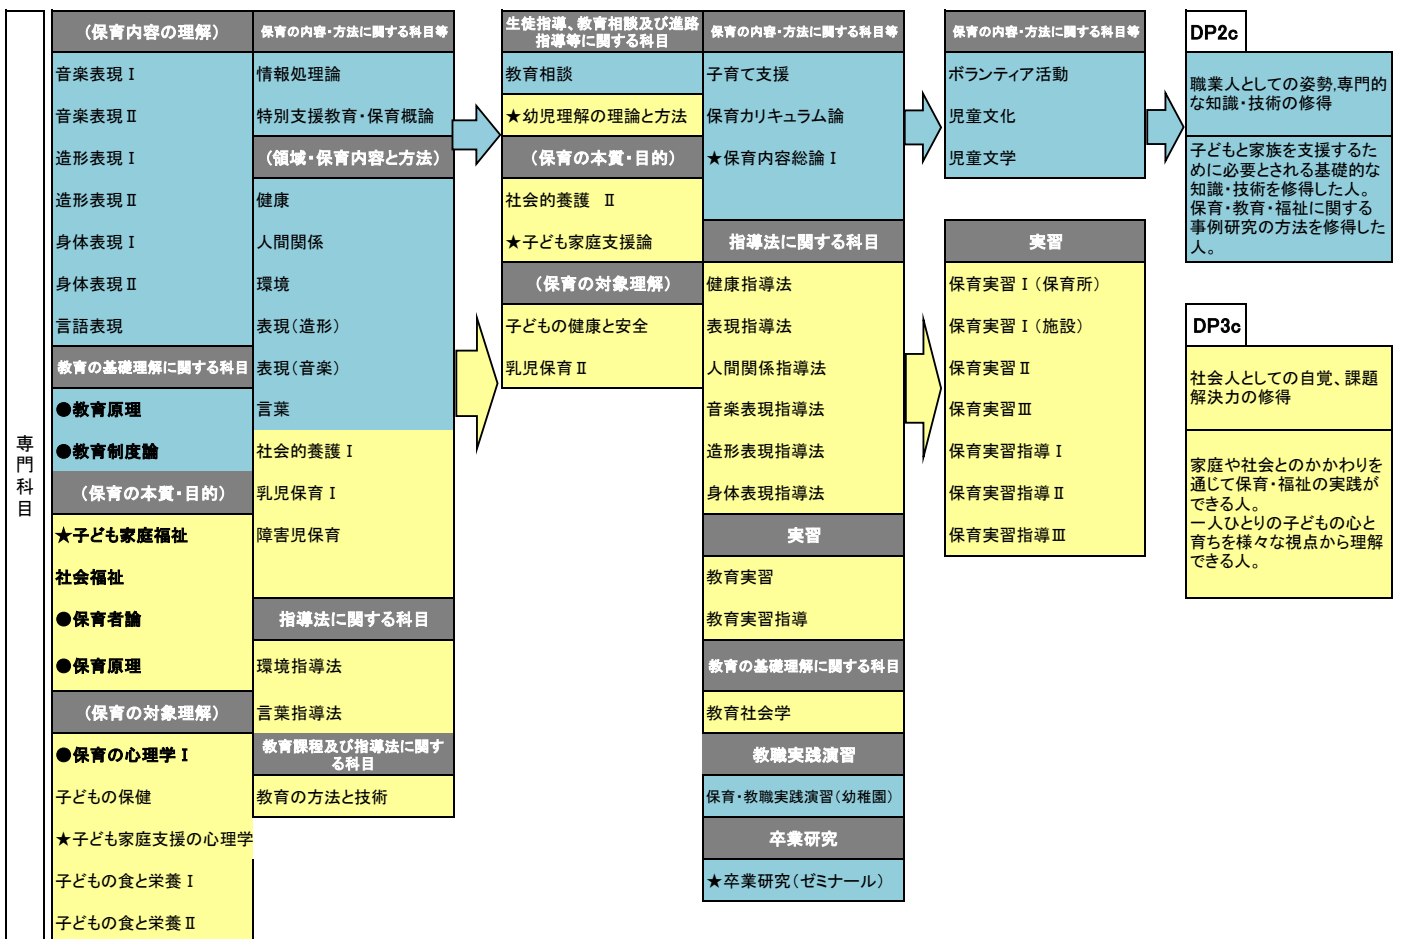 専門科目
(保育内容の理解)
音楽表現Ⅰ
音楽表現Ⅱ
造形表現Ⅰ
造形表現Ⅱ
身体表現Ⅰ
身体表現Ⅱ
言語表現
教育の基礎理解に関する科目
●教育原理
●教育制度論
(保育の本質・目的)
★子ども家庭福祉
社会福祉
●保育者論
●保育原理
(保育の対象理解)
●保育の心理学Ⅰ
子どもの保健
★子ども家庭支援の心理学
子どもの食と栄養Ⅰ
子どもの食と栄養Ⅱ
保育の内容・方法に関する科目等
情報処理論
特別支援教育・保育概論
(領域・保育内容と方法)
健康
人間関係
環境
表現(造形)
表現(音楽)
言葉
社会的養護Ⅰ
乳児保育Ⅰ
障害児保育
指導法に関する科目
環境指導法
言葉指導法
教育課程及び指導法に関す
る科目
教育の方法と技術
生徒指導、教育相談及び進路
指導等に関する科目
教育相談
★幼児理解の理論と方法
(保育の本質・目的)
社会的養護 Ⅱ
★子ども家庭支援論
(保育の対象理解)
子どもの健康と安全
乳児保育Ⅱ
保育の内容・方法に関する科目等
子育て支援
保育カリキュラム論
★保育内容総論Ⅰ
指導法に関する科目
健康指導法
表現指導法
人間関係指導法
音楽表現指導法
造形表現指導法
身体表現指導法
実習
教育実習
教育実習指導
教育の基礎理解に関する科目
教育社会学
教職実践演習
保育・教職実践演習(幼稚園)
卒業研究
★卒業研究(ゼミナール)
保育の内容・方法に関する科目等
ボランティア活動
児童文化
児童文学
実習
保育実習Ⅰ(保育所)
保育実習Ⅰ(施設)
保育実習Ⅱ
保育実習Ⅲ
保育実習指導Ⅰ
保育実習指導Ⅱ
保育実習指導Ⅲ
DP2c
職業人としての姿勢,専門的
な知識・技術の修得
子どもと家族を支援するた
めに必要とされる基礎的な
知識・技術を修得した人。
保育・教育・福祉に関する
事例研究の方法を修得した
人。
DP3c
社会人としての自覚、課題
解決力の修得
家庭や社会とのかかわりを
通じて保育・福祉の実践が
できる人。
一人ひとりの子どもの心と
育ちを様々な視点から理解
できる人。